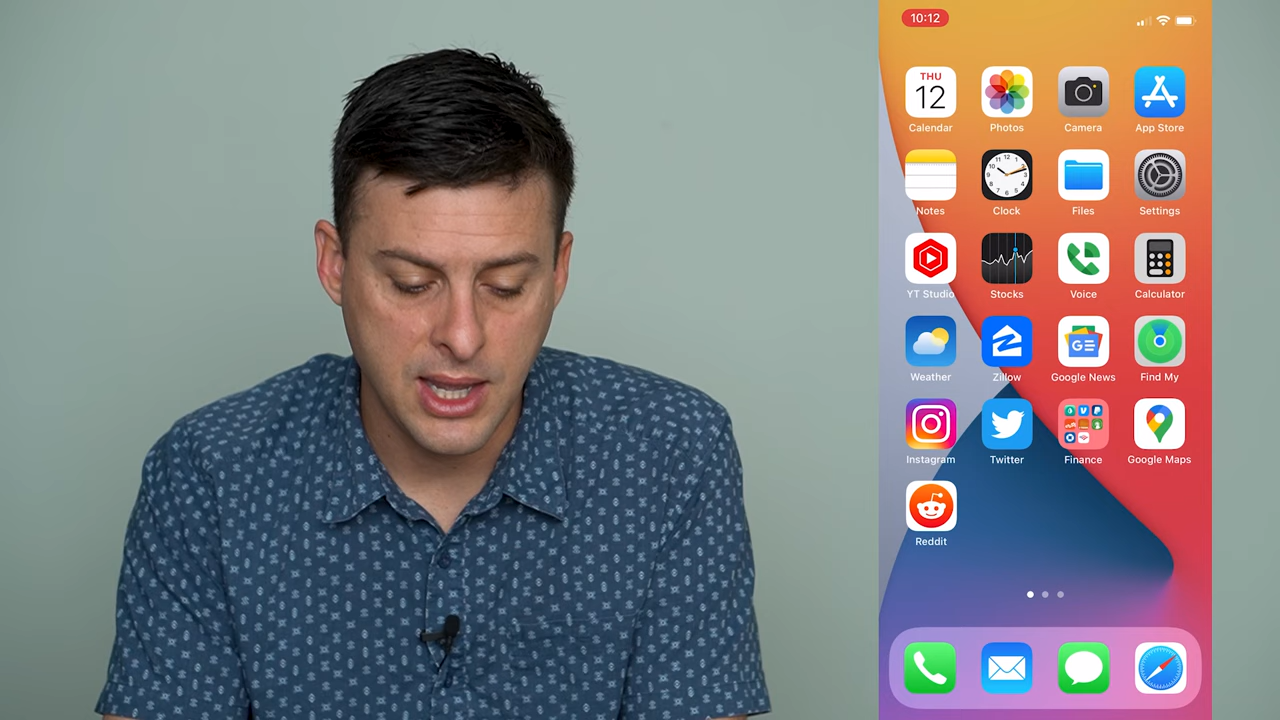 10:12
THU
12
Calendar
Photos
Camera
App Store
Notes
Clock
Files
Settings
YT Studio
Stocks
Voice
Calculator
Weather
Zillow
GE
Google News
Find My
Instagram
Twitter
Finance
Google Maps
Reddit